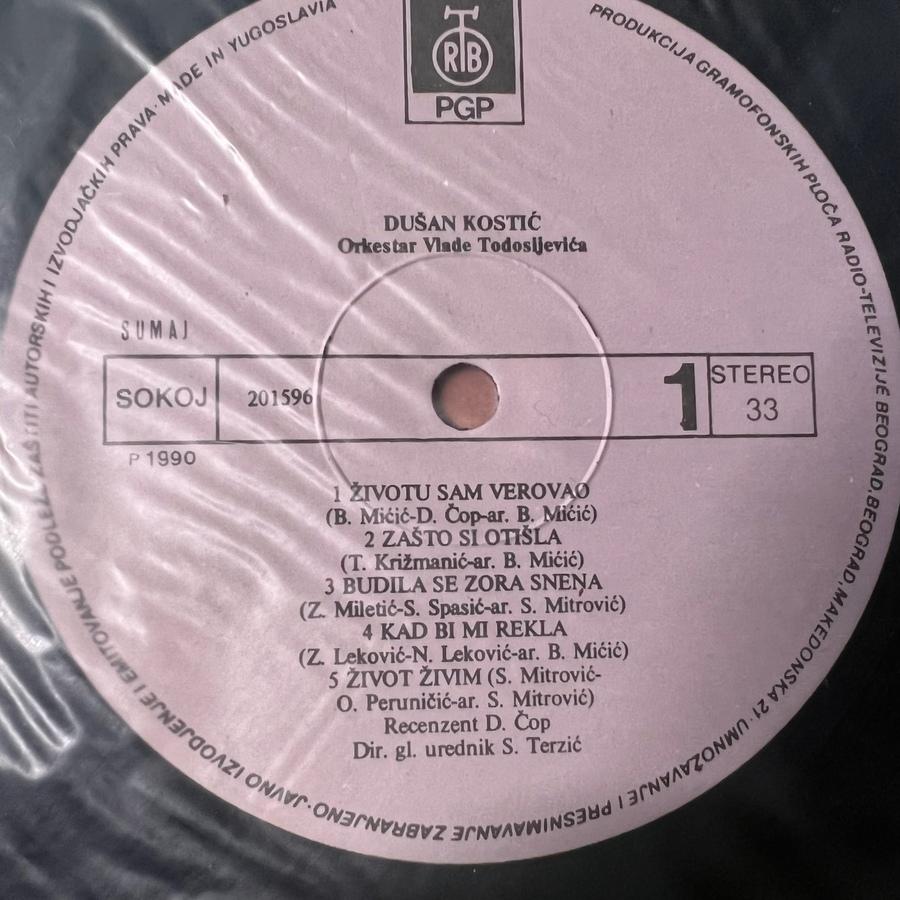 RTB
PGP
DUŠAN KOSTIĆ
Orkestar Vlade Todosijevića
SUMAJ
SOKOJ
201596
1
STEREO
33
P 1990
1 ŽIVOTU SAM VEROVAO
(B. Mićić-D. Čop-ar. B. Mićić)
2 ZAŠTO SI OTIŠLA
(T. Križmanić-ar. B. Mićić)
3 BUDILA SE ZORA SNENA
(Z. Miletić-S. Spasić-ar. S. Mitrović)
4 KAD BI MI REKLA
(Z. Leković-N. Leković-ar. B. Mićić)
5 ŽIVOT ŽIVIM (S. Mitrović-
O. Peruničić-ar. S. Mitrović)
Recenzent D. Čop
Dir. gl. urednik S. Terzić
PRODUKCIJA GRAMOFONSKIH PLOČA RADIO-TELEVIZIJE BEOGRAD, BEOGRAD, MAKEDONSKA 21 · UMNOŽAVANJE I PRESNIMAVANJE ZABRANJENO · JAVNO IZVODJENJE I EMITOVANJE PODLEŽE ZAŠTITI AUTORSKIH I IZVODJAČKIH PRAVA · MADE IN YUGOSLAVIA